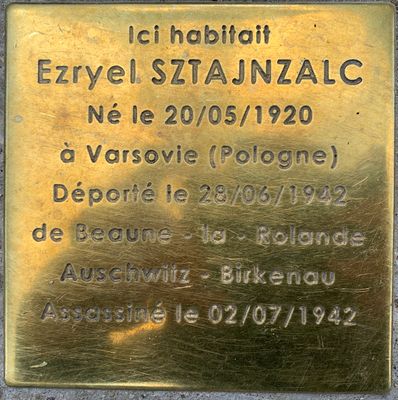 Ici habitait
Ezryel SZTAJNZALC
Né le 20/05/1920
à Varsovie (Pologne)
Déporté le 28/06/1942
de Beaune - la - Rolande
Auschwitz - Birkenau
Assassiné le 02/07/1942